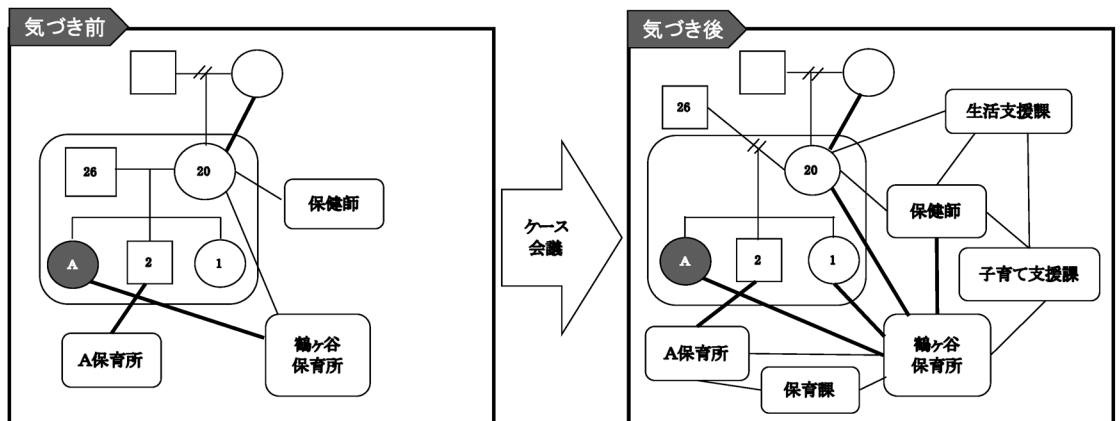 気づき前
26
20
保健師
A
2
1
A保育所
鶴ヶ谷
保育所
ケース
会議
気づき後
26
生活支援課
20
保健師
A
2
1
子育て支援課
A保育所
鶴ヶ谷
保育所
保育課